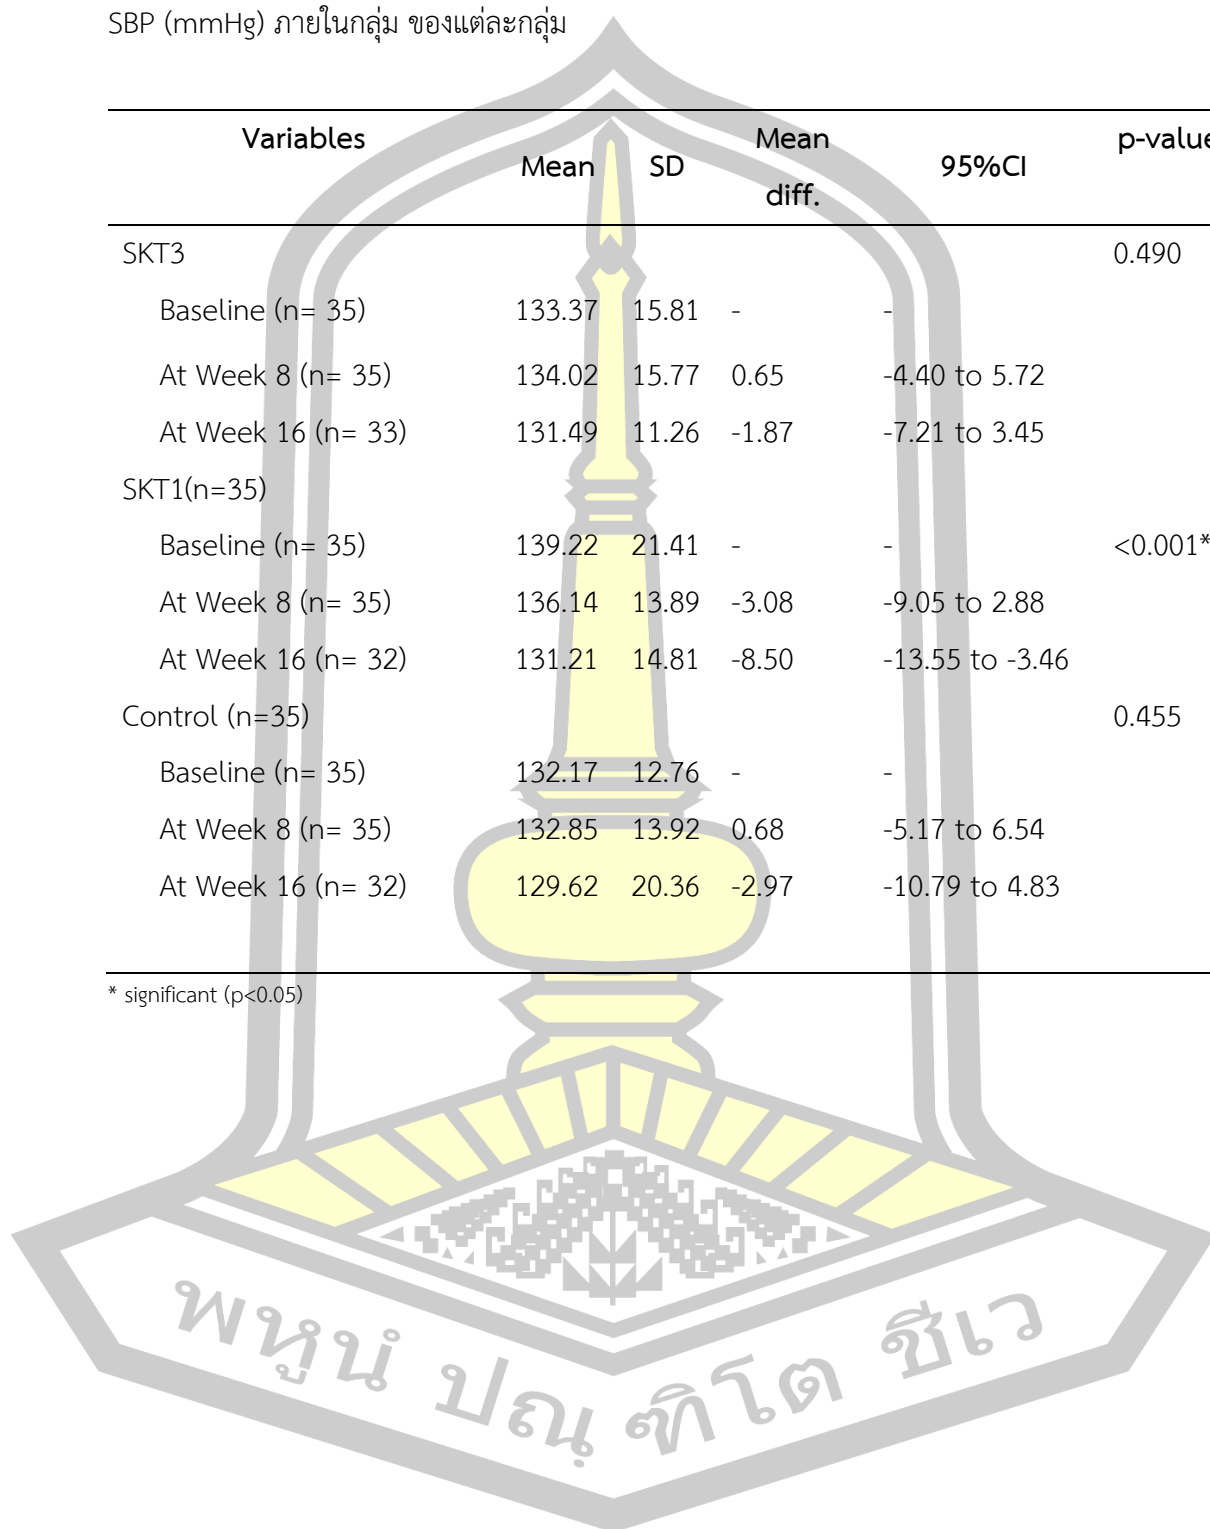 SBP (mmHg) ภายในกลุ่ม ของแต่ละกลุ่ม
Variables Mean SD Mean diff. 95%CI p-value
SKT3 0.490
Baseline (n= 35) 133.37 15.81 - -
At Week 8 (n= 35) 134.02 15.77 0.65 -4.40 to 5.72
At Week 16 (n= 33) 131.49 11.26 -1.87 -7.21 to 3.45
SKT1(n=35)
Baseline (n= 35) 139.22 21.41 - - <0.001*
At Week 8 (n= 35) 136.14 13.89 -3.08 -9.05 to 2.88
At Week 16 (n= 32) 131.21 14.81 -8.50 -13.55 to -3.46
Control (n=35) 0.455
Baseline (n= 35) 132.17 12.76 - -
At Week 8 (n= 35) 132.85 13.92 0.68 -5.17 to 6.54
At Week 16 (n= 32) 129.62 20.36 -2.97 -10.79 to 4.83
* significant (p<0.05)
พหูนํ ปณฺฑิโต ชีเว